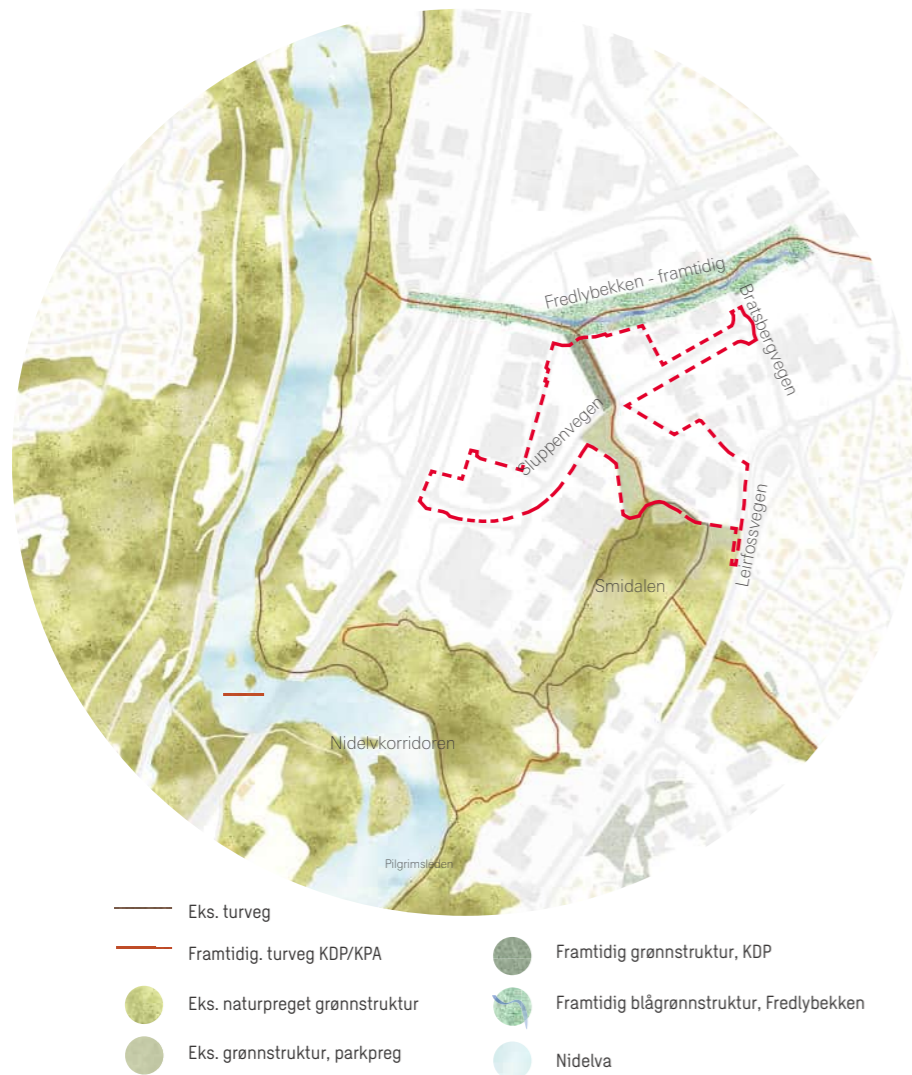 Fredlybekken - framtidig
Bratsbergvegen
Sluppenvegen
Leirfossvegen
Smidalen
Nidelvkorridoren
Pilgrimsleden
Eks. turveg
Framtidig. turveg KDP/KPA
Eks. naturpreget grønnstruktur
Eks. grønnstruktur, parkpreg
Framtidig grønnstruktur, KDP
Framtidig blågrønnstruktur, Fredlybekken
Nidelva